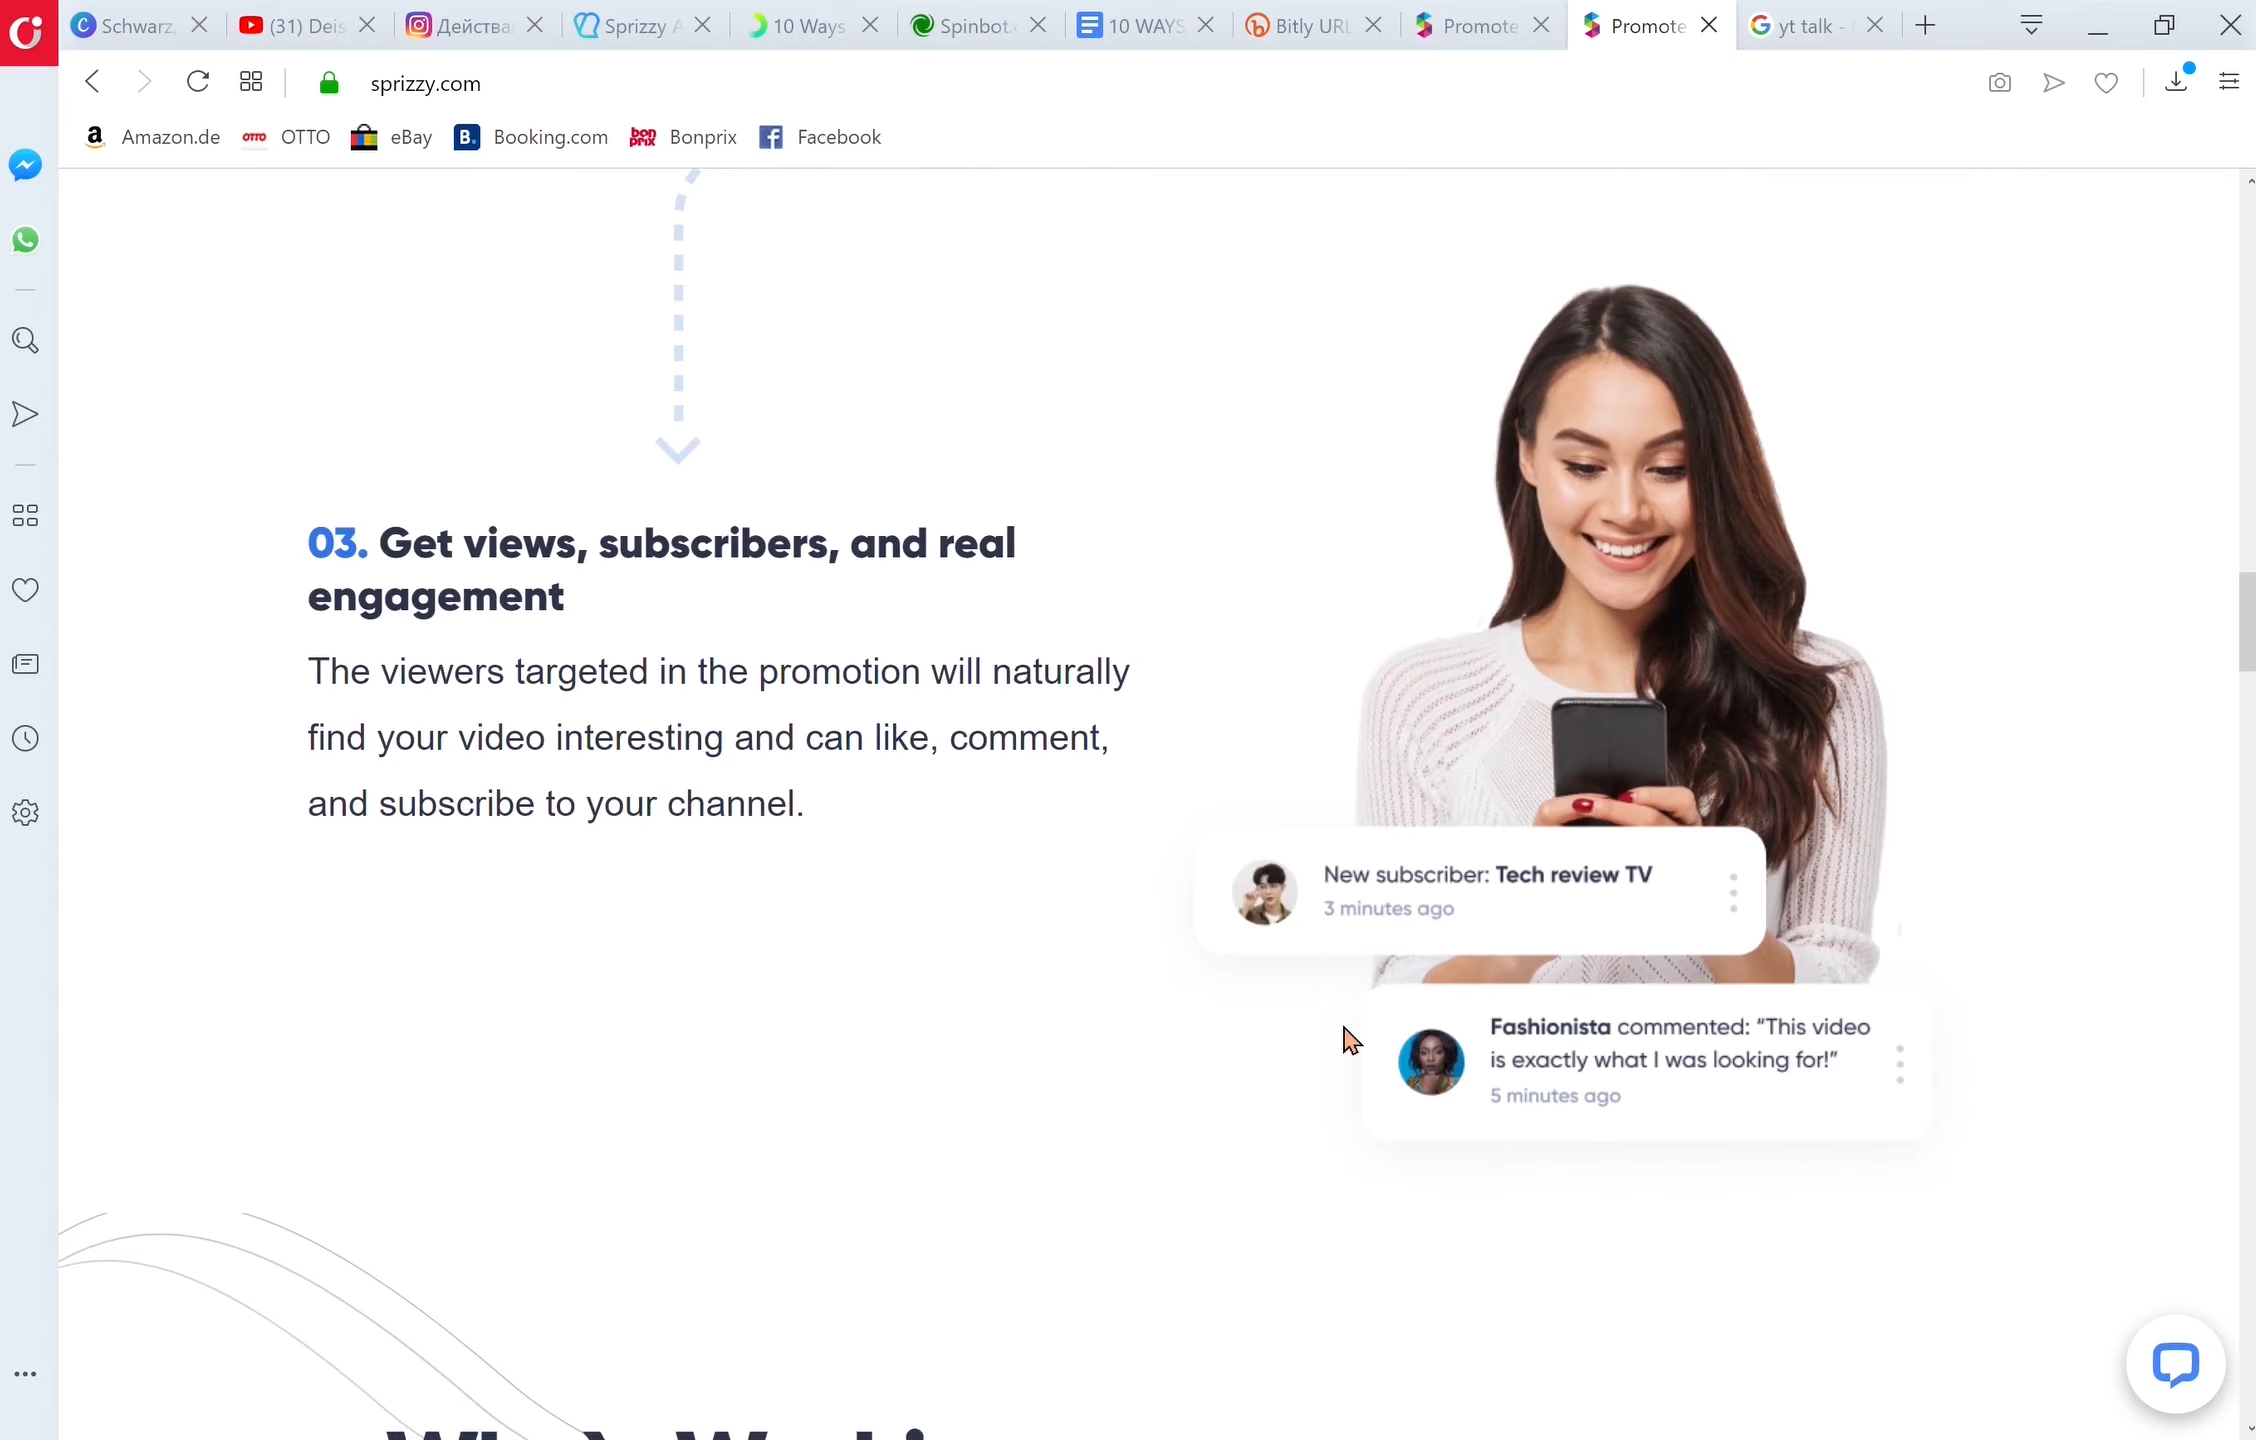 Schwarz,
(31) Deis
Действа
Sprizzy A
10 Ways
Spinbot.
10 WAYS
Bitly URL
Promote
Promote
yt talk -
sprizzy.com
Amazon.de
OTTO
OTTO
eBay
B.
Booking.com
bon
prix
Bonprix
Facebook
03. Get views, subscribers, and real
engagement
The viewers targeted in the promotion will naturally
find your video interesting and can like, comment,
and subscribe to your channel.
New subscriber: Tech review TV
3 minutes ago
Fashionista commented: “This video
is exactly what I was looking for!”
5 minutes ago